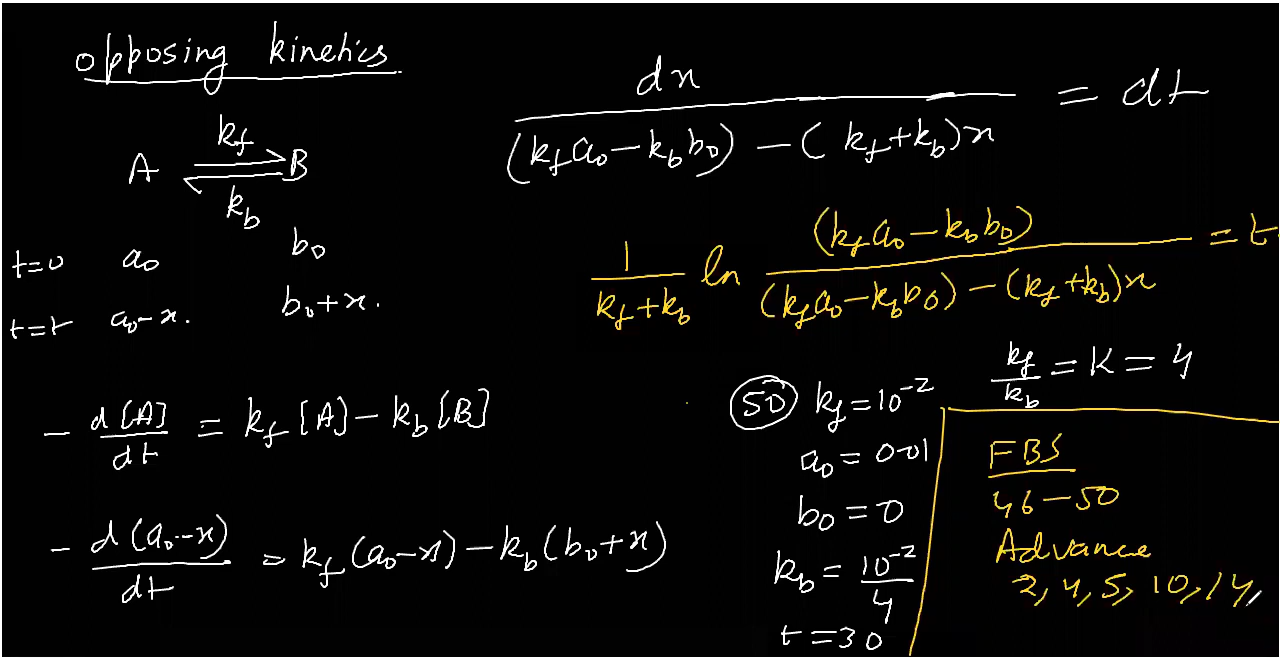 opposing kinetics
A ⇌ B
k_f
k_b
t=0 a₀ b₀
t=t a₀-x. b₀+x.
- d[A]/dt = k_f [A] - k_b [B]
- d(a₀-x)/dt = k_f (a₀-x) - k_b (b₀+x)
dx / ((k_f a₀ - k_b b₀) - (k_f + k_b)x) = dt
1/(k_f + k_b) ln (k_f a₀ - k_b b₀) / ((k_f a₀ - k_b b₀) - (k_f + k_b)x) = t
50 k_f = 10⁻²
k_f/k_b = K = 4
a₀ = 0.01
b₀ = 0
k_b = 10⁻²/4
t = 30
FBS
46-50
Advance
2, 4, 5, 10, 14,